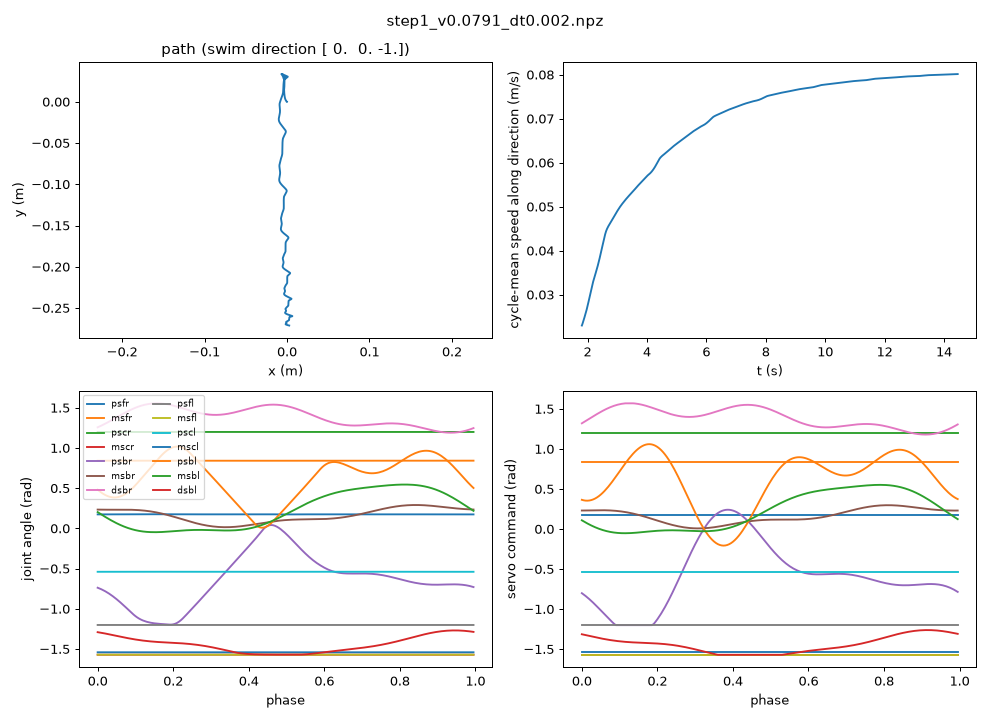 step1_v0.0791_dt0.002.npz
path (swim direction [ 0.  0. -1.])
y (m)
0.00
−0.05
−0.10
−0.15
−0.20
−0.25
−0.2 −0.1 0.0 0.1 0.2
x (m)
cycle-mean speed along direction (m/s)
0.08
0.07
0.06
0.05
0.04
0.03
2 4 6 8 10 12 14
t (s)
joint angle (rad)
1.5
1.0
0.5
0.0
−0.5
−1.0
−1.5
psfr psfl
msfr msfl
pscr pscl
mscr mscl
psbr psbl
msbr msbl
dsbr dsbl
0.0 0.2 0.4 0.6 0.8 1.0
phase
servo command (rad)
1.5
1.0
0.5
0.0
−0.5
−1.0
−1.5
0.0 0.2 0.4 0.6 0.8 1.0
phase